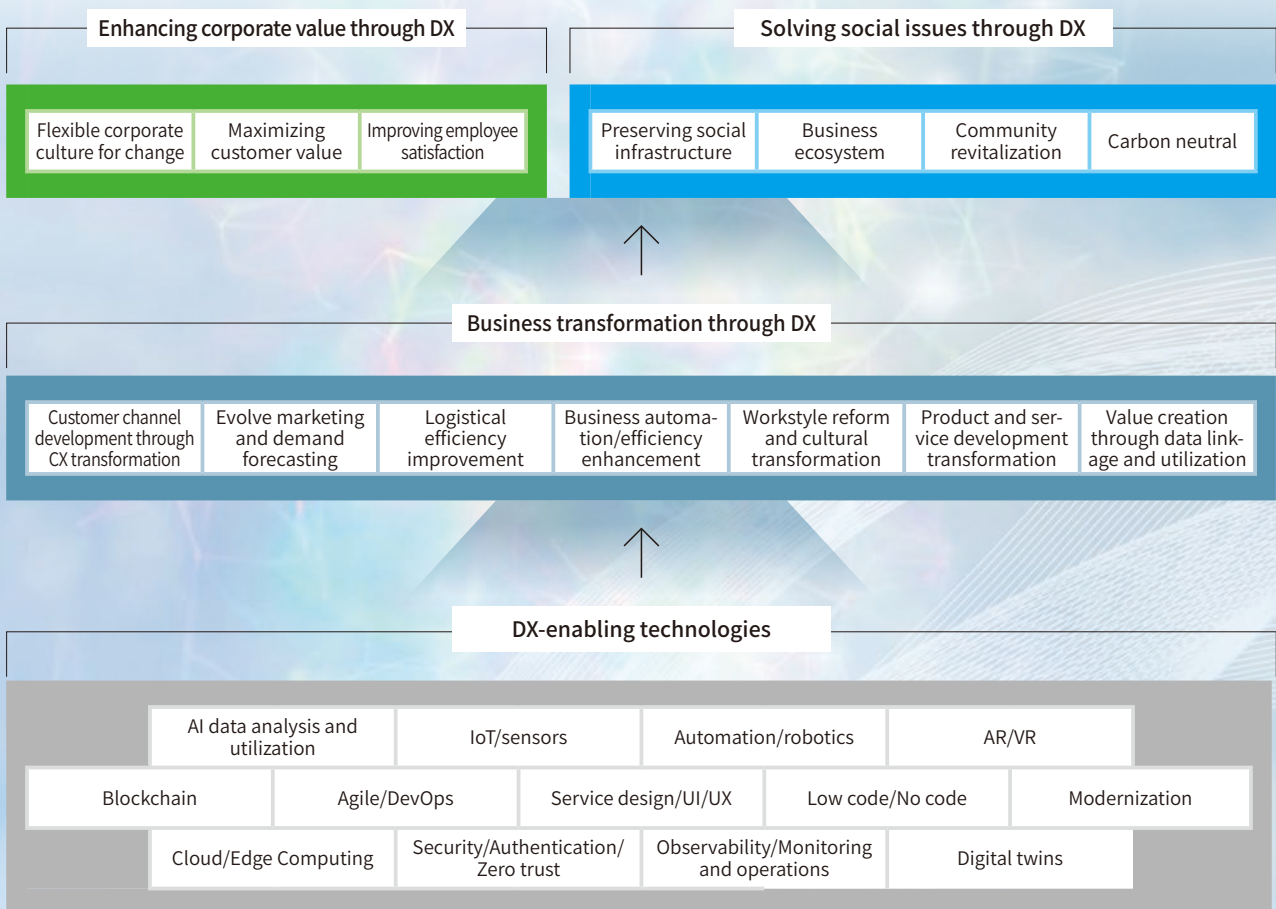 Enhancing corporate value through DX
Solving social issues through DX
Flexible corporate
culture for change
Maximizing
customer value
Improving employee
satisfaction
Preserving social
infrastructure
Business
ecosystem
Community
revitalization
Carbon neutral
Business transformation through DX
Customer channel
development through
CX transformation
Evolve marketing
and demand
forecasting
Logistical
efficiency
improvement
Business automa-
tion/efficiency
enhancement
Workstyle reform
and cultural
transformation
Product and ser-
vice development
transformation
Value creation
through data link-
age and utilization
DX-enabling technologies
AI data analysis and
utilization
IoT/sensors
Automation/robotics
AR/VR
Blockchain
Agile/DevOps
Service design/UI/UX
Low code/No code
Modernization
Cloud/Edge Computing
Security/Authentication/
Zero trust
Observability/Monitoring
and operations
Digital twins